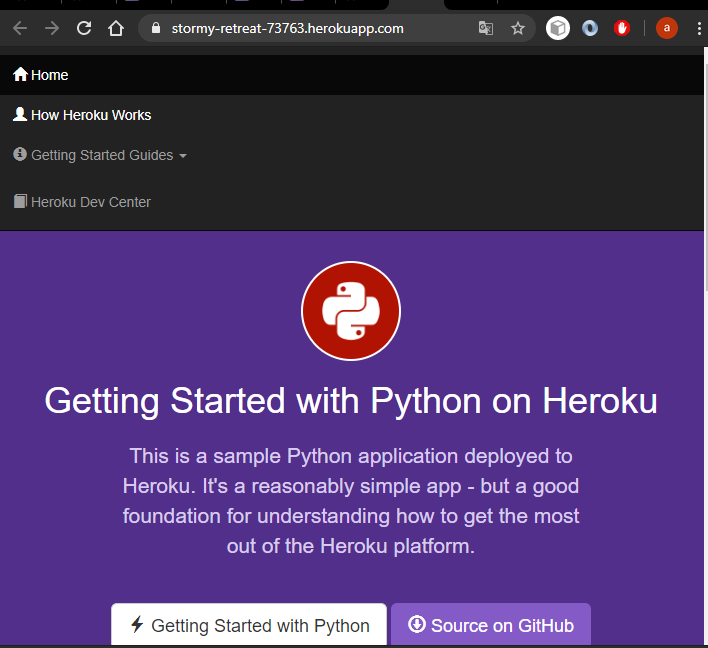 stormy-retreat-73763.herokuapp.com
a
Home
How Heroku Works
Getting Started Guides
Heroku Dev Center
Getting Started with Python on Heroku
This is a sample Python application deployed to
Heroku. It's a reasonably simple app - but a good
foundation for understanding how to get the most
out of the Heroku platform.
Getting Started with Python
Source on GitHub